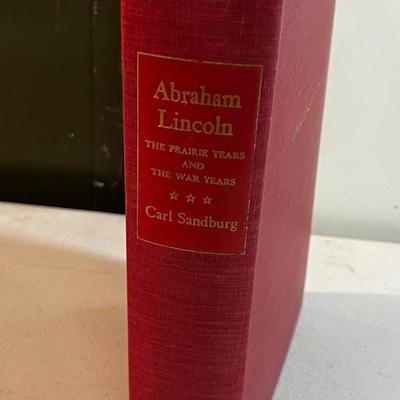 Abraham
Lincoln
THE PRAIRIE YEARS
AND
THE WAR YEARS
☆ ☆ ☆
Carl Sandburg